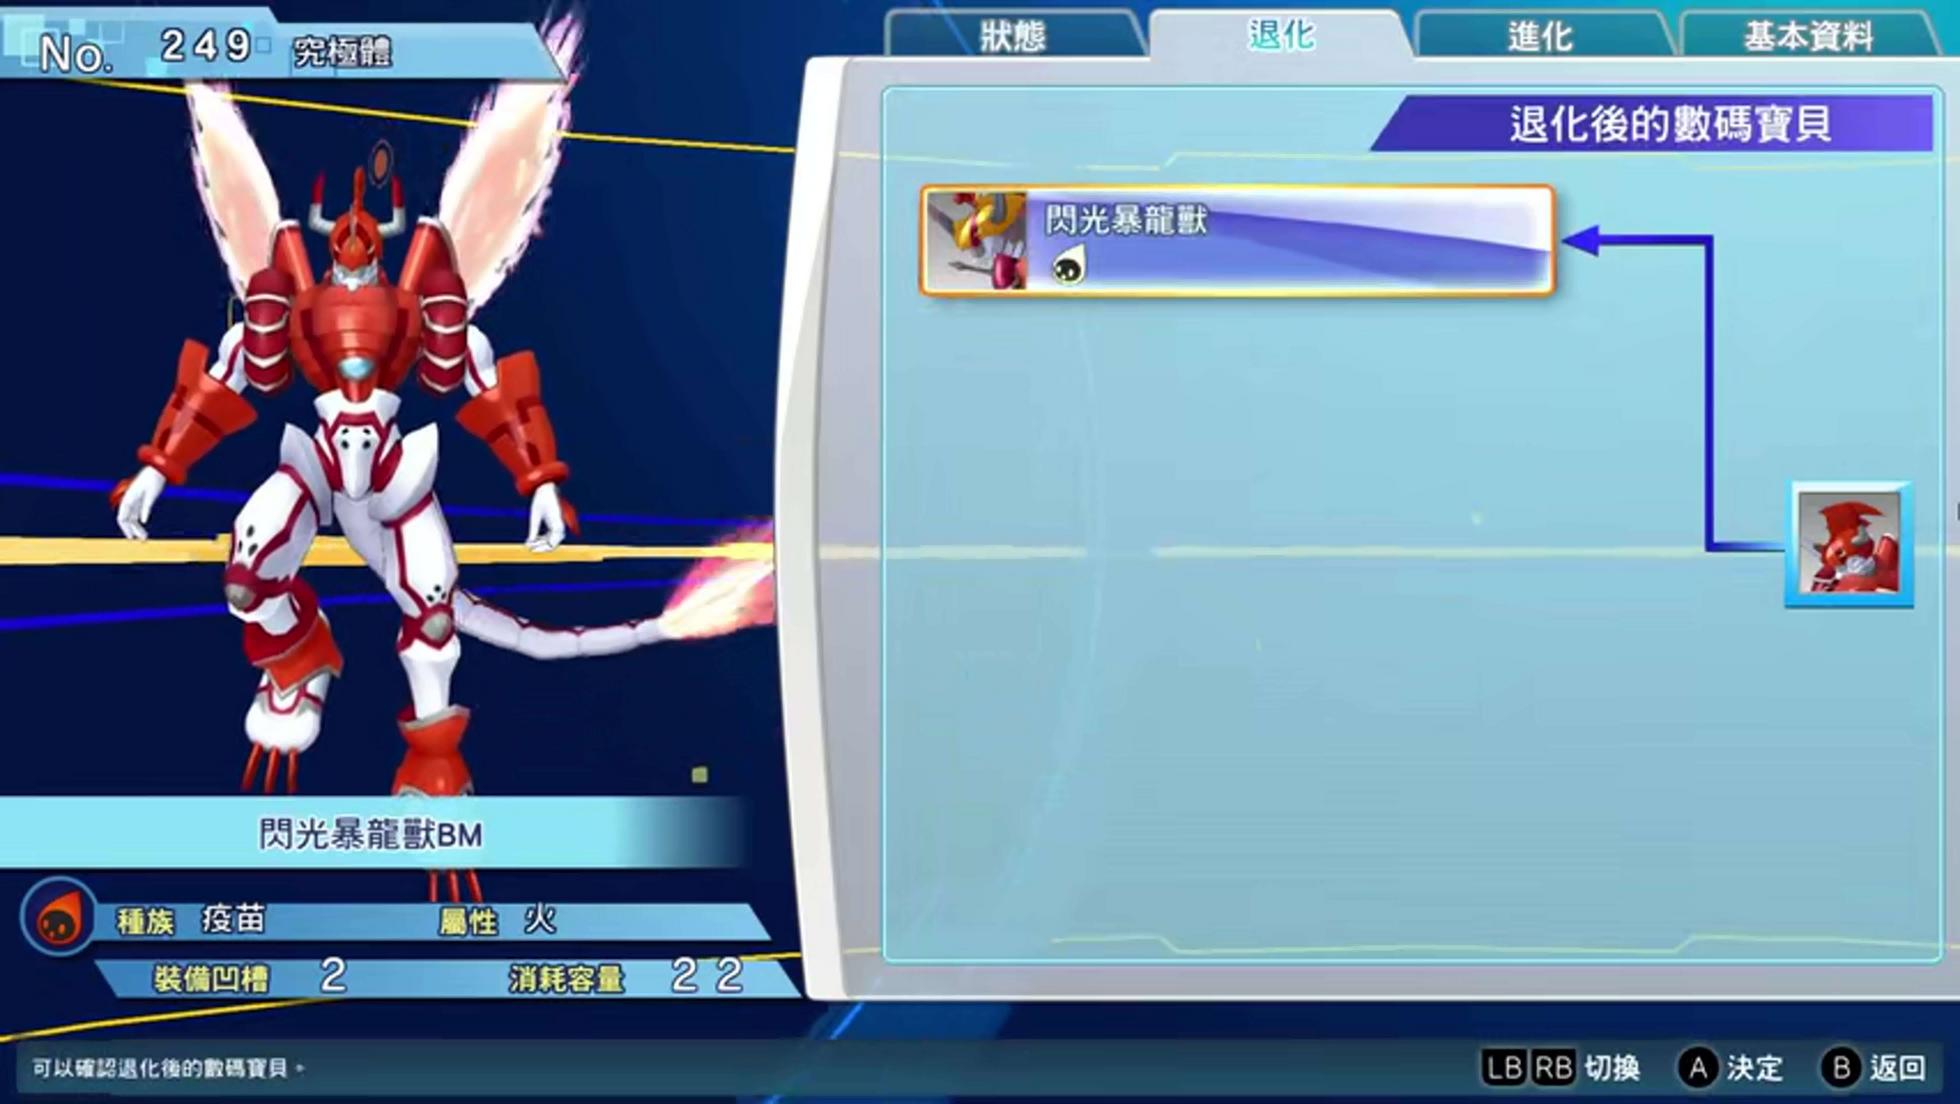 No. 249 究極體
狀態 退化 進化 基本資料
退化後的數碼寶貝
閃光暴龍獸
閃光暴龍獸BM
種族 疫苗 屬性 火
裝備凹槽 2 消耗容量 22
可以確認退化後的數碼寶貝。
LB RB 切換 A 決定 B 返回